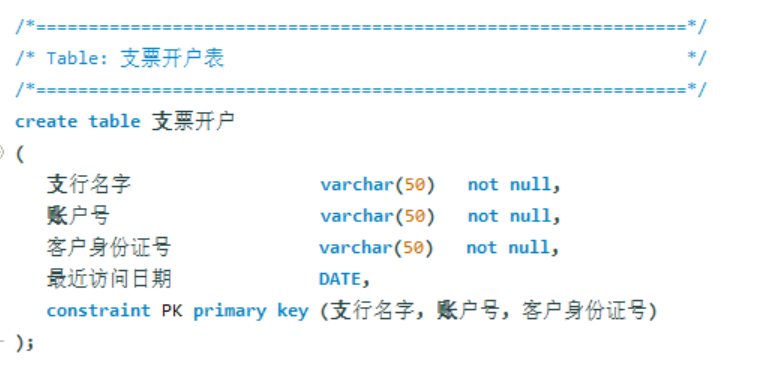 /*==============================================================*/
/* Table: 支票开户表                                            */
/*==============================================================*/
create table 支票开户
(
   支行名字                 varchar(50)   not null,
   账户号                   varchar(50)   not null,
   客户身份证号             varchar(50)   not null,
   最近访问日期             DATE,
   constraint PK primary key (支行名字, 账户号, 客户身份证号)
);